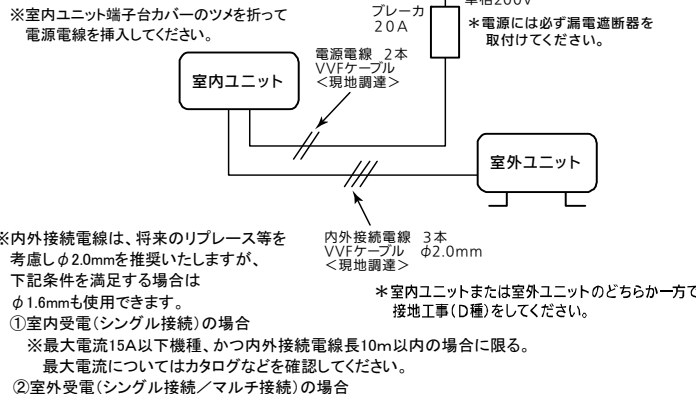 ※室内ユニット端子台カバーのツメを折って
電源電線を挿入してください。
単相200V
ブレーカ
20A
＊電源には必ず漏電遮断器を
取付けてください。
電源電線 2本
VVFケーブル
＜現地調達＞
室内ユニット
室外ユニット
内外接続電線 3本
VVFケーブル φ2.0mm
＜現地調達＞
※内外接続電線は、将来のリプレース等を
考慮しφ2.0mmを推奨いたしますが、
下記条件を満足する場合は
φ1.6mmも使用できます。
＊室内ユニットまたは室外ユニットのどちらか一方で
接地工事(D種)をしてください。
①室内受電(シングル接続)の場合
※最大電流15A以下機種、かつ内外接続電線長10m以内の場合に限る。
最大電流についてはカタログなどを確認してください。
②室外受電(シングル接続／マルチ接続)の場合